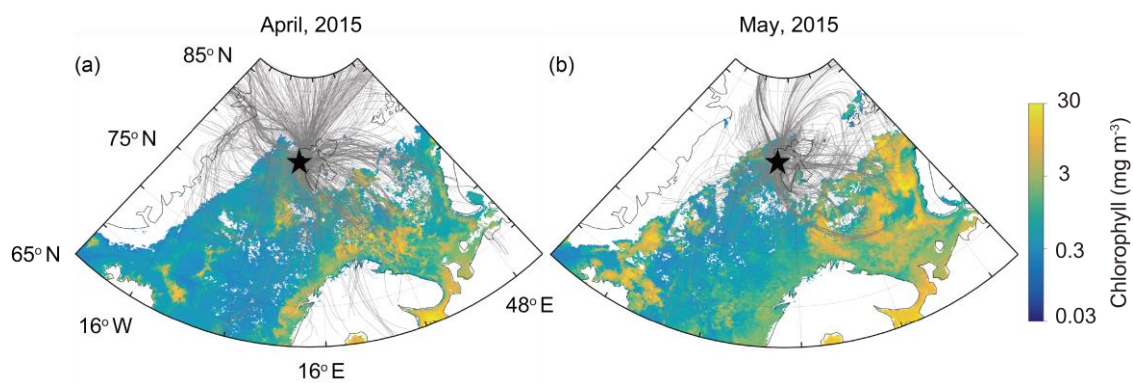 April, 2015
May, 2015
(a)
85° N
75° N
65° N
16° W
16° E
48° E
(b)
30
3
0.3
0.03
Chlorophyll (mg m⁻³)